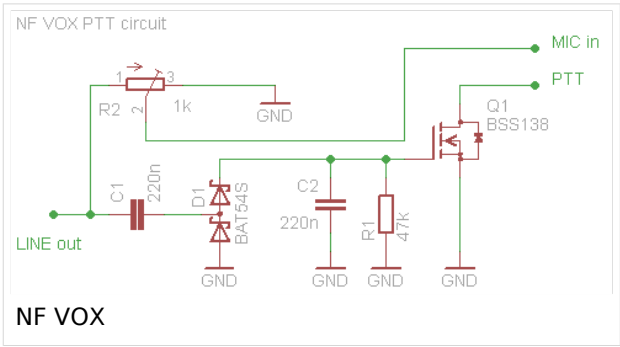 NF VOX PTT circuit
MIC in
PTT
1
3
R2
2
1k
GND
Q1
BSS138
C1
220n
D1
BAT54S
C2
220n
R1
47k
LINE out
GND
GND
GND
GND
NF VOX